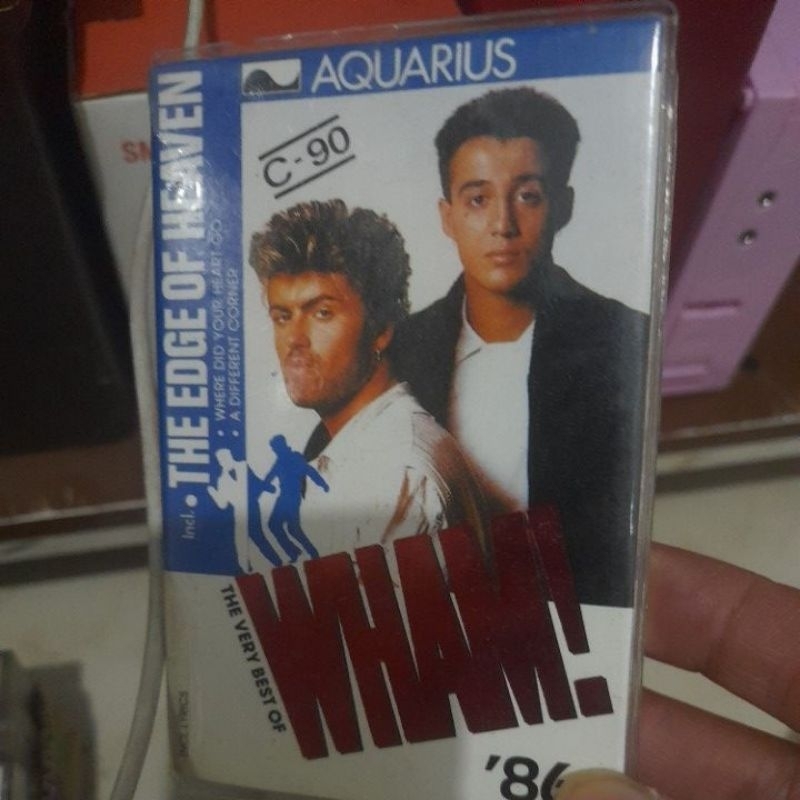 AQUARIUS
C-90
Incl. • THE EDGE OF HEAVEN
• WHERE DID YOUR HEART GO
• A DIFFERENT CORNER
THE VERY BEST OF
WHAM!
'86